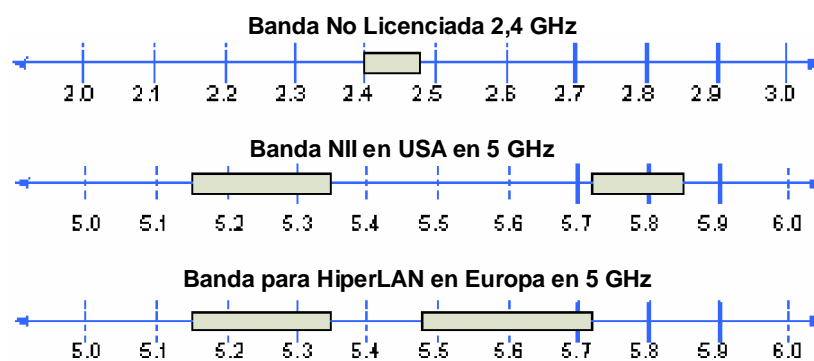 Banda No Licenciada 2,4 GHz
2.0 2.1 2.2 2.3 2.4 2.5 2.6 2.7 2.8 2.9 3.0
Banda NII en USA en 5 GHz
5.0 5.1 5.2 5.3 5.4 5.5 5.6 5.7 5.8 5.9 6.0
Banda para HiperLAN en Europa en 5 GHz
5.0 5.1 5.2 5.3 5.4 5.5 5.6 5.7 5.8 5.9 6.0